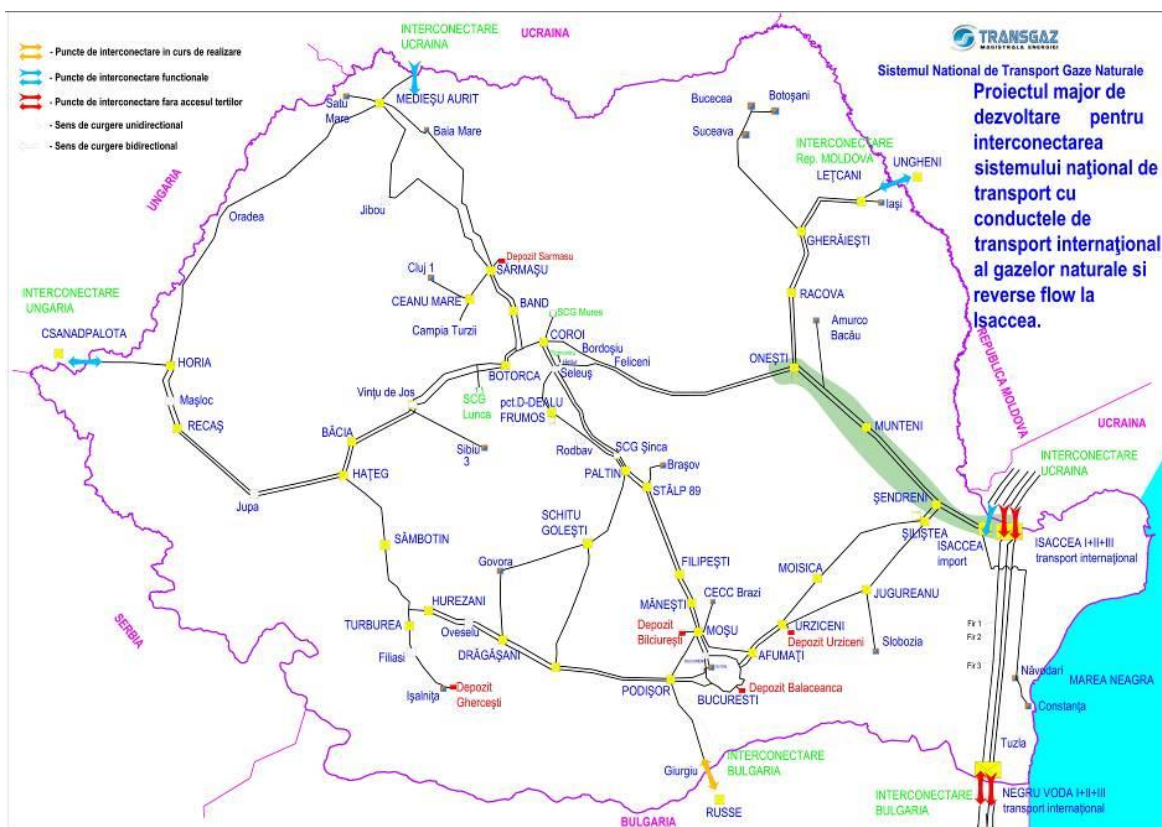 TRANSGAZ
MAGISTRALA ENERGIEI
Sistemul National de Transport Gaze Naturale
Proiectul major de
dezvoltare pentru
interconectarea
sistemului naţional de
transport cu
conductele de
transport internaţional
al gazelor naturale si
reverse flow la
Isaccea.
- Puncte de interconectare in curs de realizare
- Puncte de interconectare functionale
- Puncte de interconectare fara accesul tertilor
- Sens de curgere unidirectional
- Sens de curgere bidirectional
INTERCONECTARE
UCRAINA
UCRAINA
MEDIEŞU AURIT
Satu
Mare
Baia Mare
Bucecea
Botoşani
Suceava
INTERCONECTARE
Rep. MOLDOVA
LEŢCANI
UNGHENI
Iaşi
GHERĂIEŞTI
UNGARIA
Oradea
Jibou
Depozit Sarmasu
SĂRMAŞU
Cluj 1
CEANU MARE
Campia Turzii
BAND
SCG Mures
RACOVA
Amurco
Bacău
INTERCONECTARE
UNGARIA
CSANADPALOTA
HORIA
Maşloc
RECAŞ
COROI
Bordoşiu
Feliceni
Seleuş
ONEŞTI
BOTORCA
REPUBLICA MOLDOVA
Vinţu de Jos
SCG
Lunca
pct.D-DEALU
FRUMOS
BĂCIA
Sibiu
3
Rodbav
SCG Şinca
MUNTENI
UCRAINA
HAŢEG
Jupa
PALTIN
Braşov
STÂLP 89
INTERCONECTARE
UCRAINA
ŞENDRENI
SÂMBOTIN
SCHITU
GOLEŞTI
Govora
ŞILIŞTEA
ISACCEA
import
ISACCEA I+II+III
transport internaţional
FILIPEŞTI
MOISICA
JUGUREANU
SERBIA
HUREZANI
TURBUREA
Oveselu
MĂNEŞTI
CECC Brazi
Depozit
Bilciureşti
MOŞU
URZICENI
Depozit Urziceni
Slobozia
Fir 1
Fir 2
Fir 3
Filiasi
DRĂGĂŞANI
AFUMAŢI
Işalniţa
Depozit
Gherceşti
PODIŞOR
BUCURESTI
Depozit Balaceanca
Năvodari
MAREA NEAGRA
Constanţa
Tuzla
INTERCONECTARE
BULGARIA
Giurgiu
RUSSE
BULGARIA
INTERCONECTARE
BULGARIA
NEGRU VODA I+II+III
transport internaţional